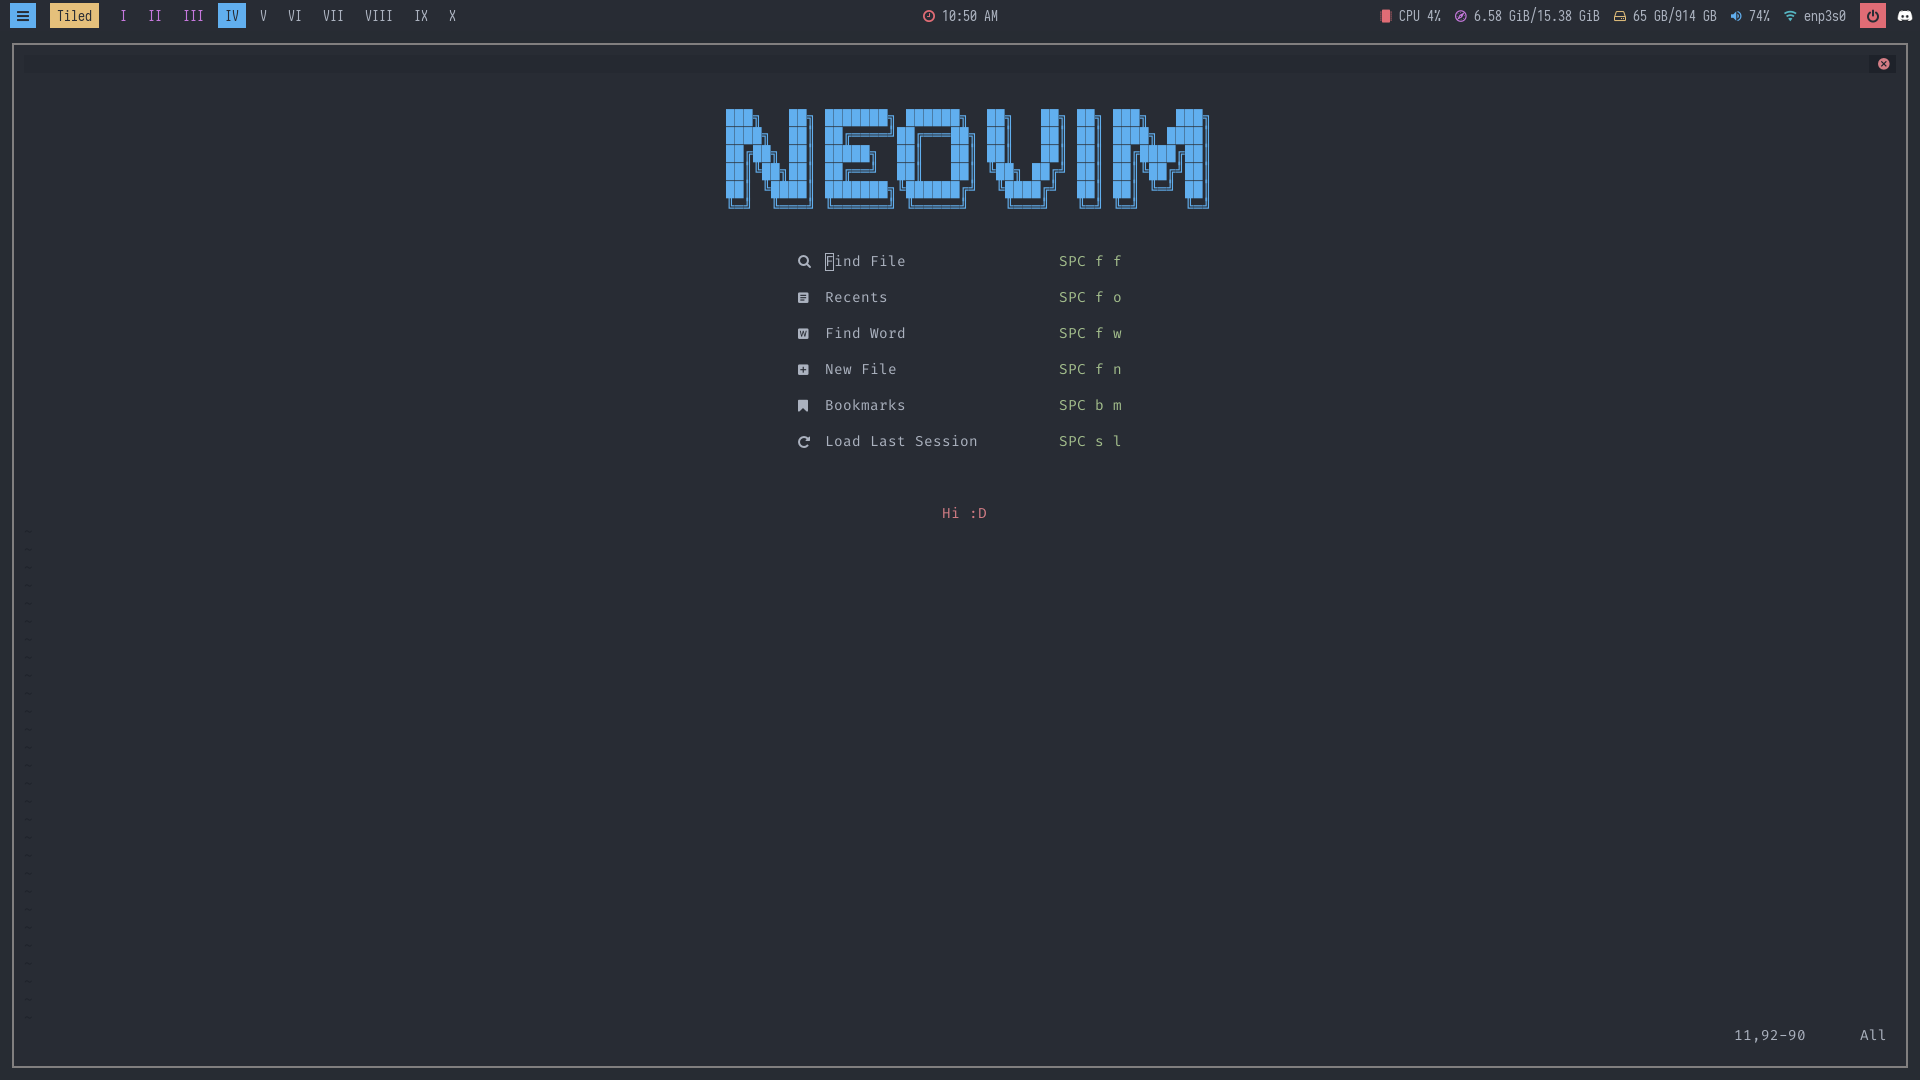 Tiled I II III IV V VI VII VIII IX X 10:50 AM CPU 4% 6.58 GiB/15.38 GiB 65 GB/914 GB 74% enp3s0
NEOVIM
Find File SPC f f
Recents SPC f o
Find Word SPC f w
New File SPC f n
Bookmarks SPC b m
Load Last Session SPC s l
Hi :D
11,92-90 All